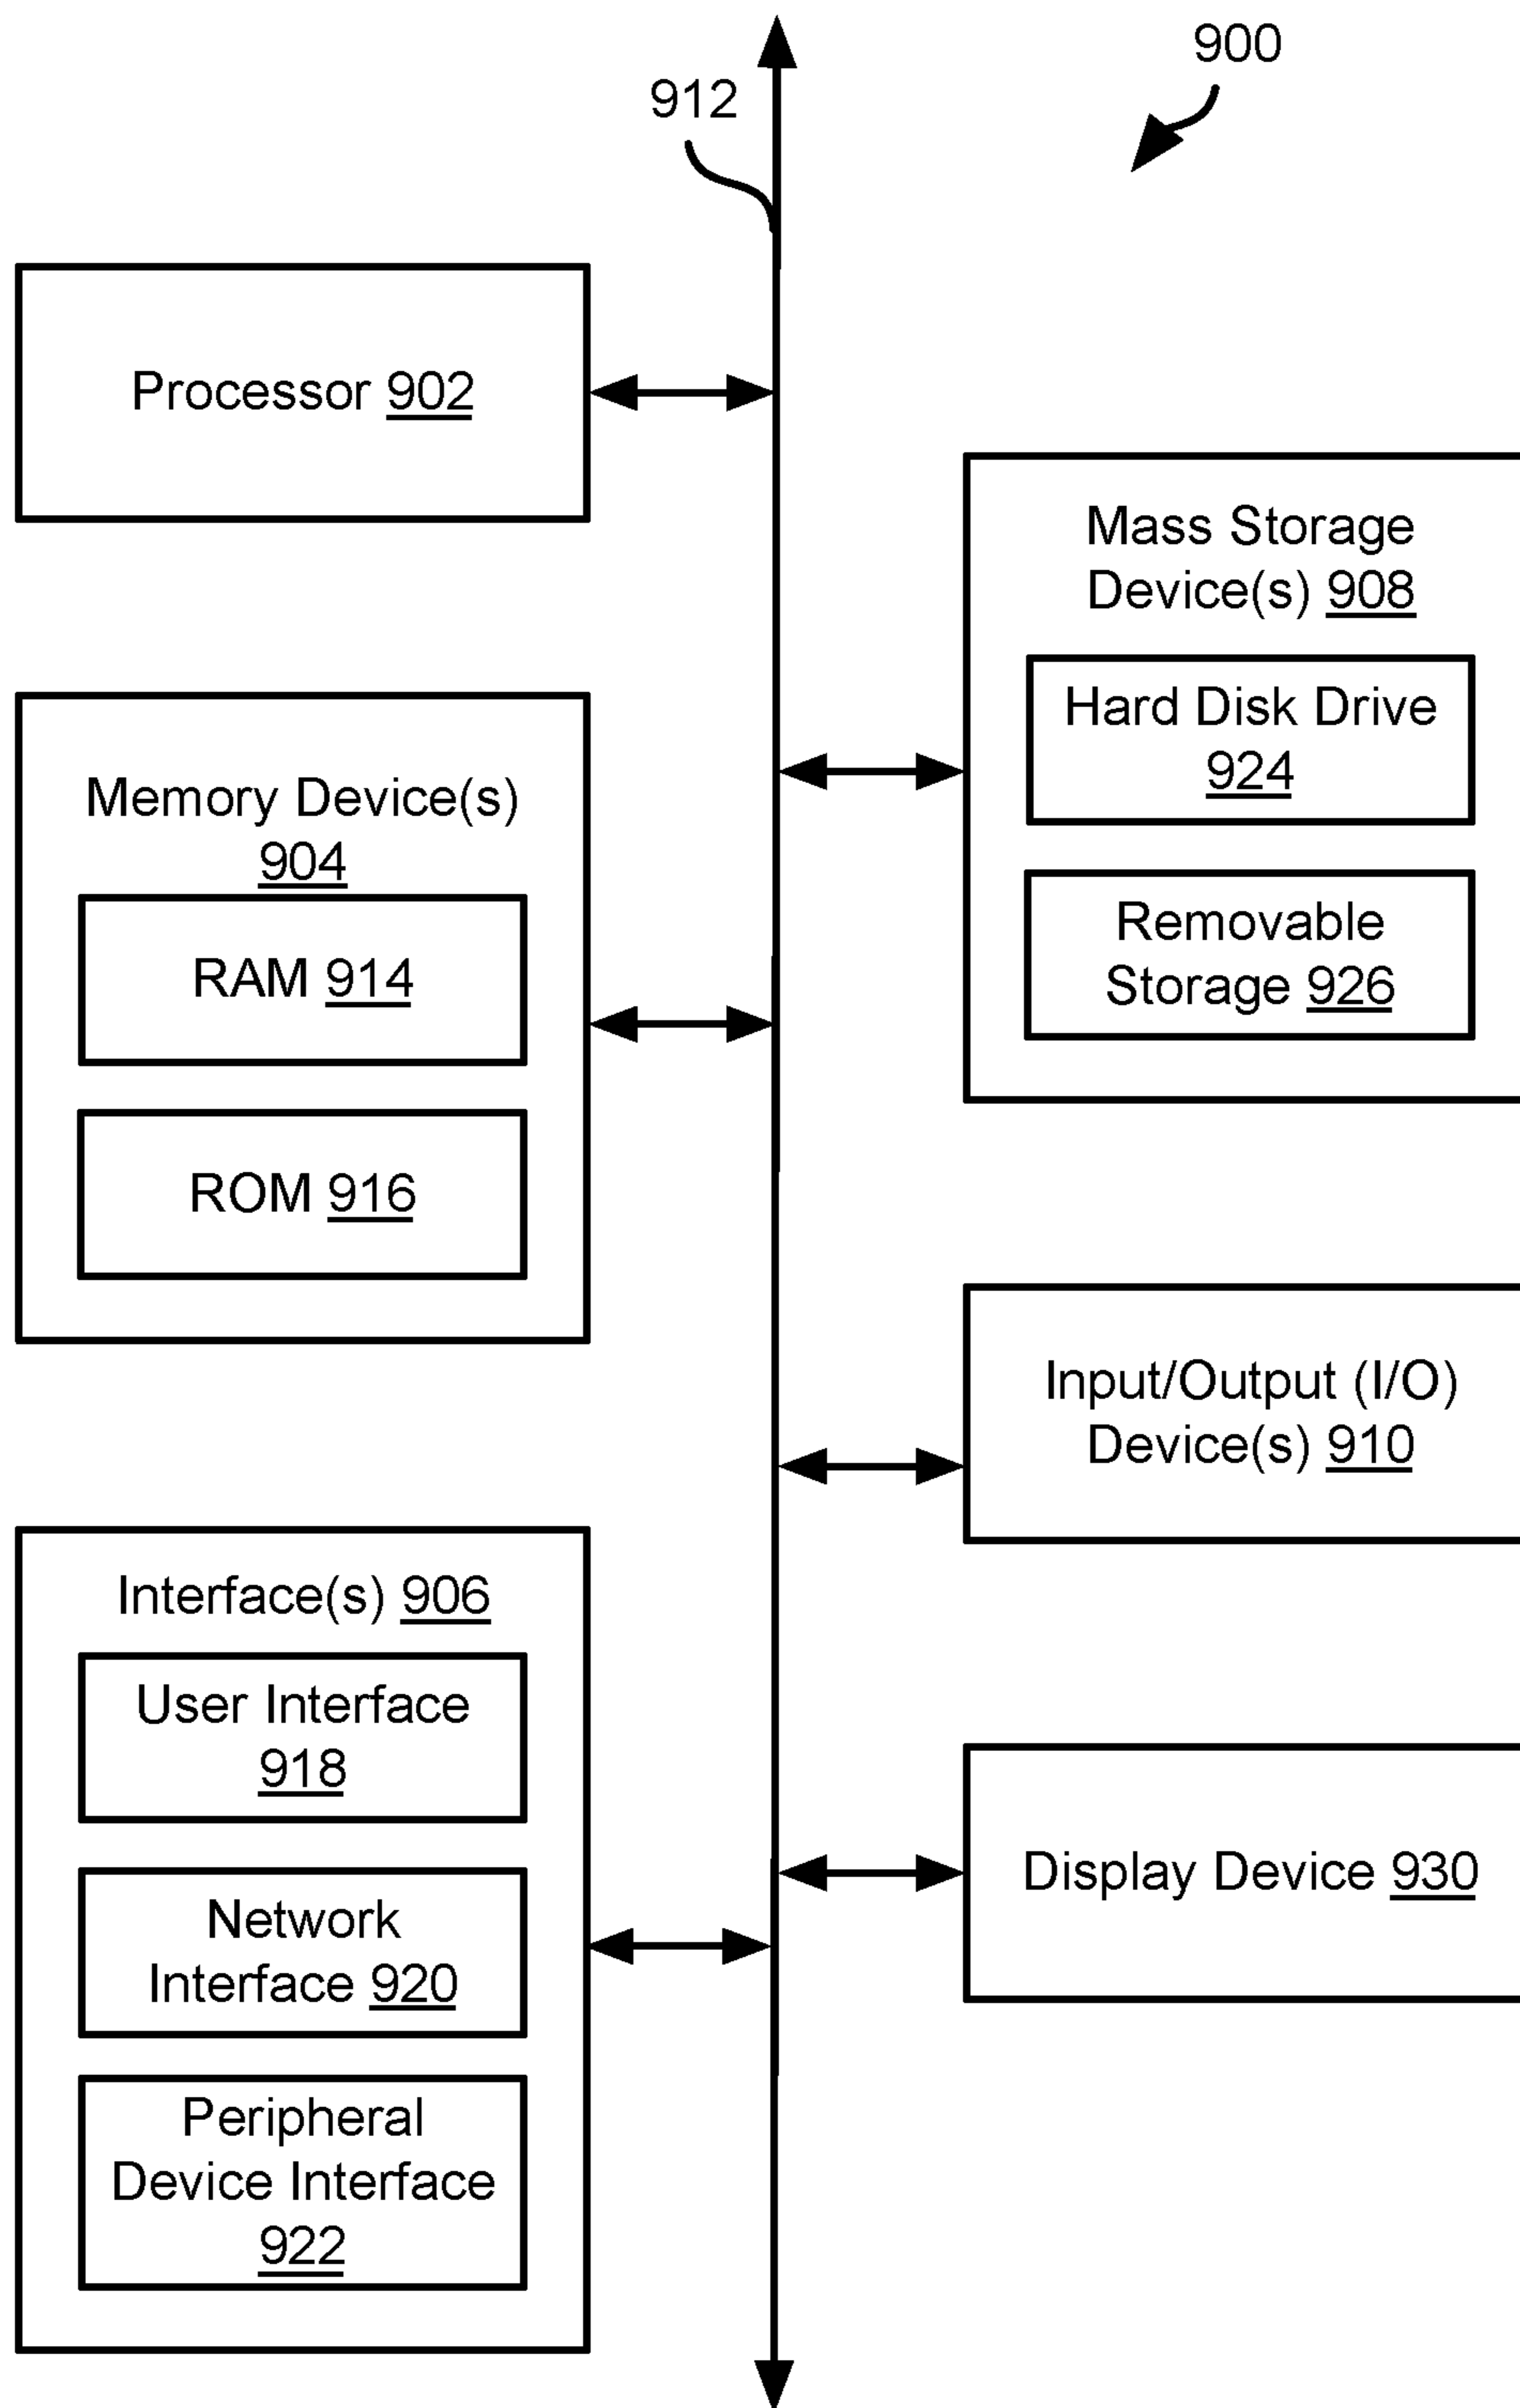 900
912
Processor 902
Mass Storage
Device(s) 908
Hard Disk Drive
924
Removable
Storage 926
Memory Device(s)
904
RAM 914
ROM 916
Input/Output (I/O)
Device(s) 910
Interface(s) 906
User Interface
918
Network
Interface 920
Peripheral
Device Interface
922
Display Device 930